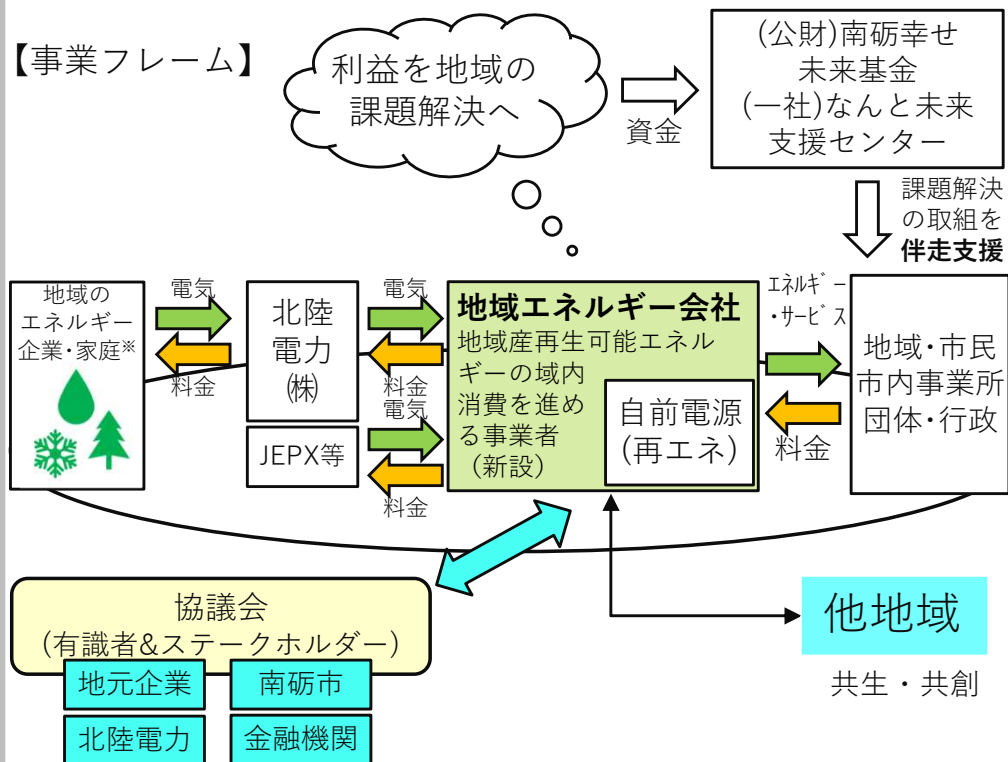 【事業フレーム】
利益を地域の
課題解決へ
資金
(公財)南砺幸せ
未来基金
(一社)なんと未来
支援センター
課題解決
の取組を
伴走支援
地域の
エネルギー
企業・家庭※
電気
料金
北陸
電力
㈱
JEPX等
電気
料金
電気
料金
地域エネルギー会社
地域産再生可能エネル
ギーの域内
消費を進め
る事業者
（新設）
自前電源
(再エネ)
ｴﾈﾙｷﾞｰ
・ｻｰﾋﾞｽ
料金
地域・市民
市内事業所
団体・行政
協議会
(有識者&ステークホルダー)
地元企業
南砺市
北陸電力
金融機関
他地域
共生・共創